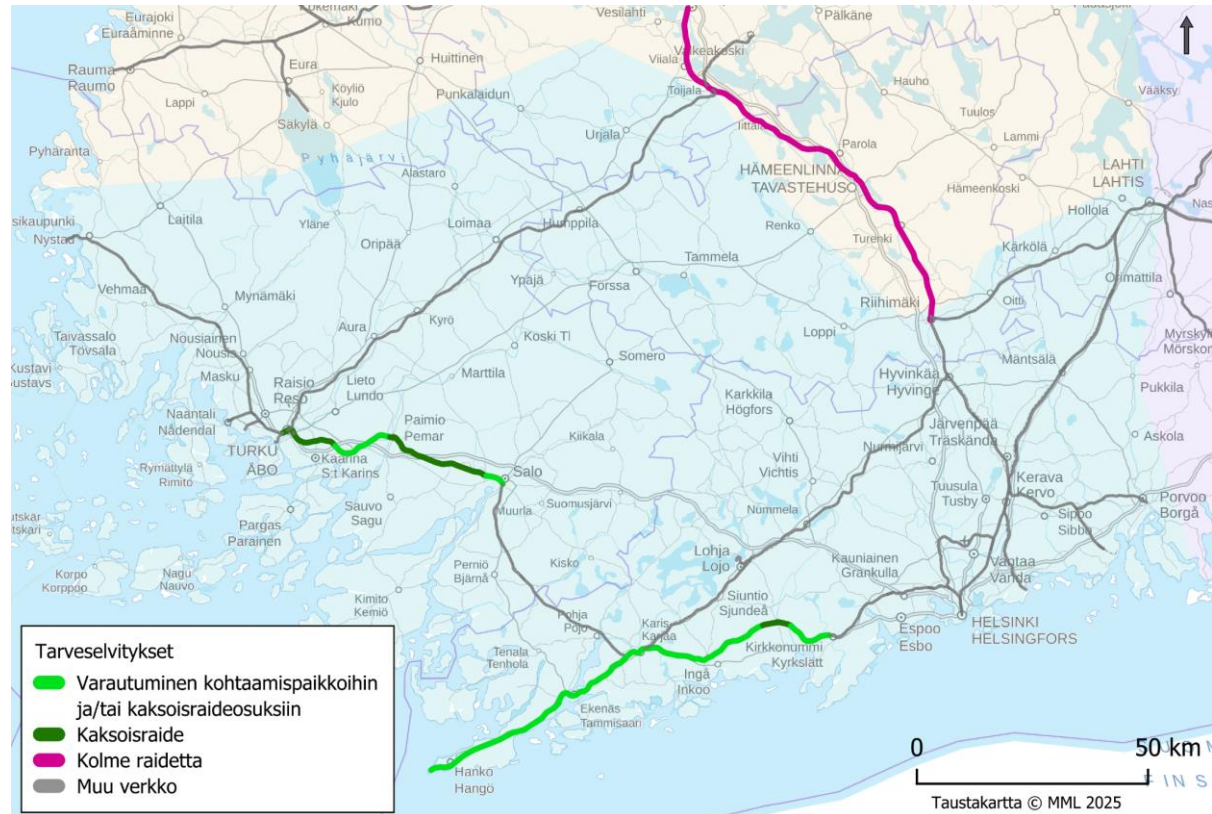 Eurajoki
Euraåminne
Kumo
Vesilahti
Pälkäne
Rauma
Raumo
Eura
Huittinen
Viiala
Valkeakoski
Hauho
Lappi
Köyliö
Kjulo
Punkalaidun
Toijala
Vääksy
Säkylä
Urjala
Iittala
Tuulos
Parola
Lammi
Pyhäranta
Pyhäjärvi
Alastaro
HÄMEENLINNA
TAVASTEHUS
LAHTI
LAHTIS
Hämeenkoski
Hollola
Laitila
Yläne
Loimaa
Humppila
Renko
Nystad
Oripää
Turenki
Kärkölä
Vehmaa
Ypäjä
Tammela
Forssa
Orimattila
Mynämäki
Riihimäki
Oitti
Aura
Kyrö
Taivassalo
Tövsala
Nousiainen
Nousis
Koski Tl
Loppi
Mäntsälä
Masku
Raisio
Reso
Lieto
Lundo
Marttila
Somero
Hyvinkää
Hyvinge
Pukkila
Naantali
Nådendal
Paimio
Pemar
Karkkila
Högfors
Järvenpää
Träskända
TURKU
ÅBO
Kaarina
S:t Karins
Kiikala
Nurmijärvi
Askola
Rymättylä
Rimito
Salo
Vihti
Vichtis
Tuusula
Tusby
Kerava
Kervo
Sauvo
Sagu
Muurla
Suomusjärvi
Nummela
Sipoo
Sibbo
Porvoo
Borgå
Pargas
Parainen
Lohja
Lojo
Kauniainen
Grankulla
Vantaa
Vanda
Perniö
Bjärnå
Kisko
Korpo
Korppoo
Nagu
Nauvo
Kimito
Kemiö
Siuntio
Sjundeå
Pohja
Pojo
Karis
Karjaa
Espoo
Esbo
HELSINKI
HELSINGFORS
Tenala
Tenhola
Kirkkonummi
Kyrkslätt
Ingå
Inkoo
Ekenäs
Tammisaari
Hanko
Hangö
Tarveselvitykset
Varautuminen kohtaamispaikkoihin
ja/tai kaksoisraideosuksiin
Kaksoisraide
Kolme raidetta
Muu verkko
0
50 km
Taustakartta © MML 2025